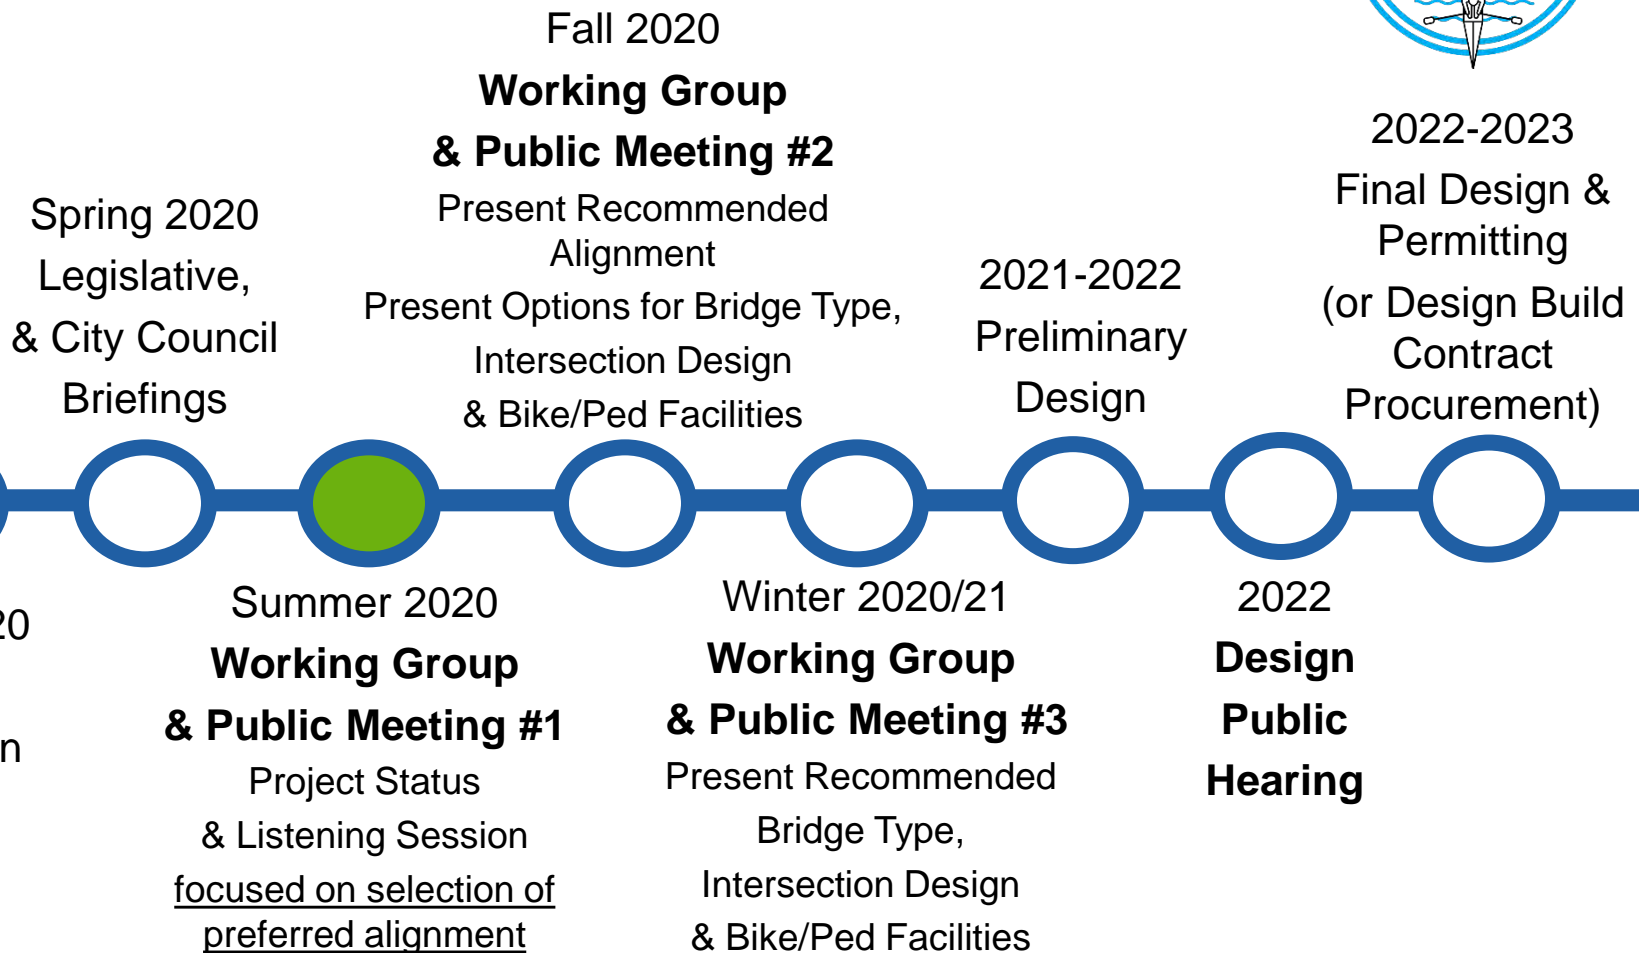 Fall 2020
Working Group
& Public Meeting #2
Present Recommended
Alignment
Present Options for Bridge Type,
Intersection Design
& Bike/Ped Facilities
Spring 2020
Legislative,
& City Council
Briefings
2021-2022
Preliminary
Design
2022-2023
Final Design &
Permitting
(or Design Build
Contract
Procurement)
20
n
Summer 2020
Working Group
& Public Meeting #1
Project Status
& Listening Session
focused on selection of
preferred alignment
Winter 2020/21
Working Group
& Public Meeting #3
Present Recommended
Bridge Type,
Intersection Design
& Bike/Ped Facilities
2022
Design
Public
Hearing